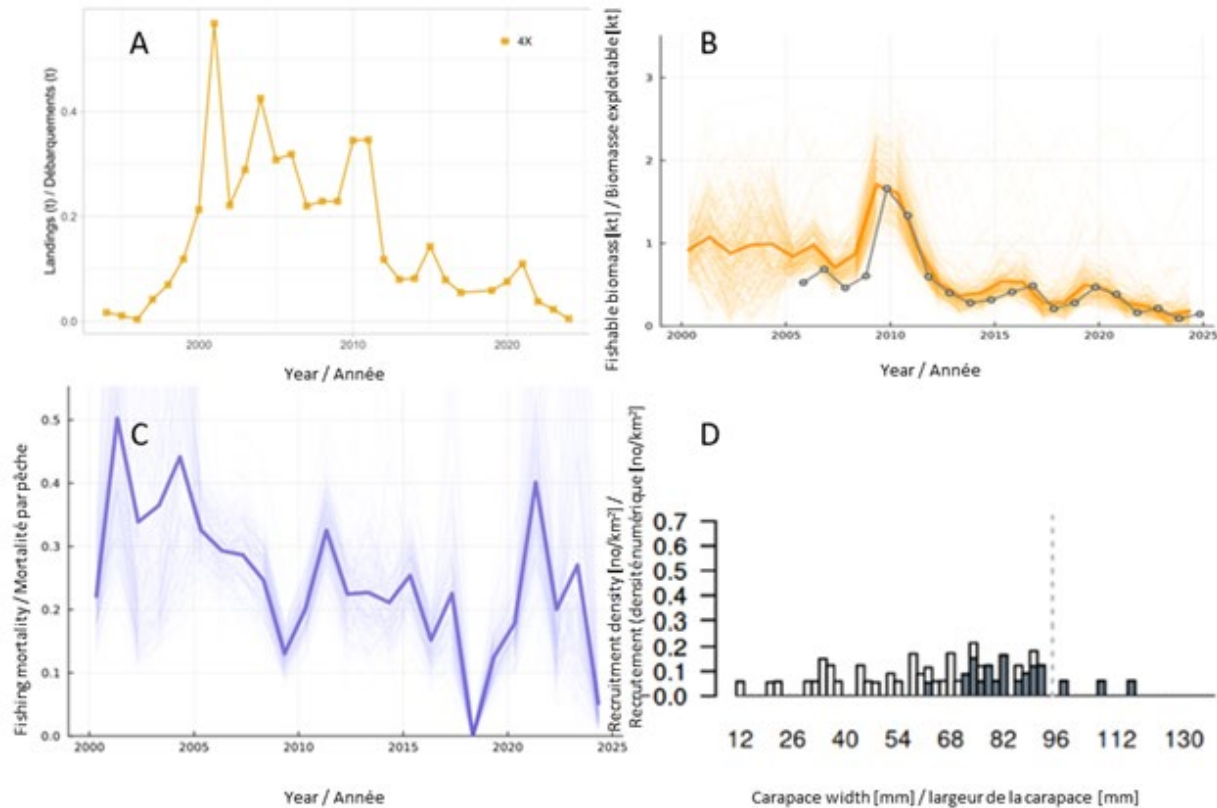 A
4X
Landings (t) / Débarquements (t)
0.4
0.2
0.0
2000
2010
2020
Year / Année
B
Fishable biomass [kt] / Biomasse exploitable [kt]
3
2
1
0
2000
2005
2010
2015
2020
2025
Year / Année
C
Fishing mortality / Mortalité par pêche
0.5
0.4
0.3
0.2
0.1
0.0
2000
2005
2010
2015
2020
2025
Year / Année
D
Recruitment density [no/km²] /
Recrutement (densité numérique [no/km²]
0.7
0.6
0.5
0.4
0.3
0.2
0.1
0.0
12 26 40 54 68 82 96 112 130
Carapace width [mm] / largeur de la carapace [mm]